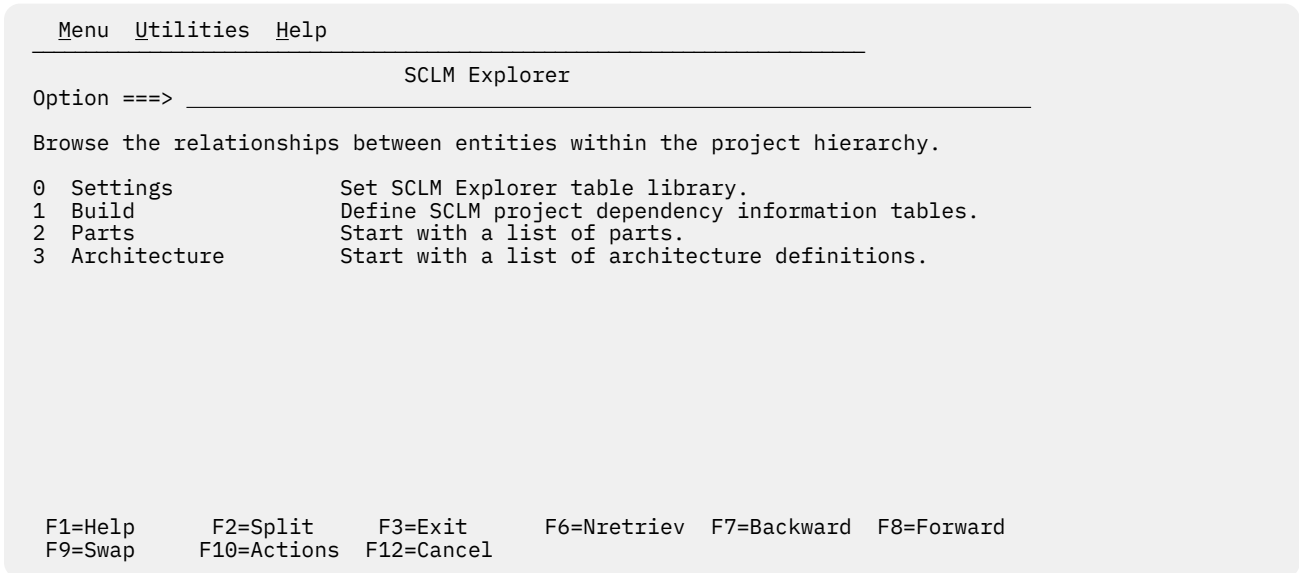 Menu  Utilities  Help
SCLM Explorer
Option ===>
Browse the relationships between entities within the project hierarchy.
0  Settings             Set SCLM Explorer table library.
1  Build                Define SCLM project dependency information tables.
2  Parts                Start with a list of parts.
3  Architecture         Start with a list of architecture definitions.
F1=Help      F2=Split     F3=Exit      F6=Nretriev  F7=Backward  F8=Forward
F9=Swap     F10=Actions  F12=Cancel